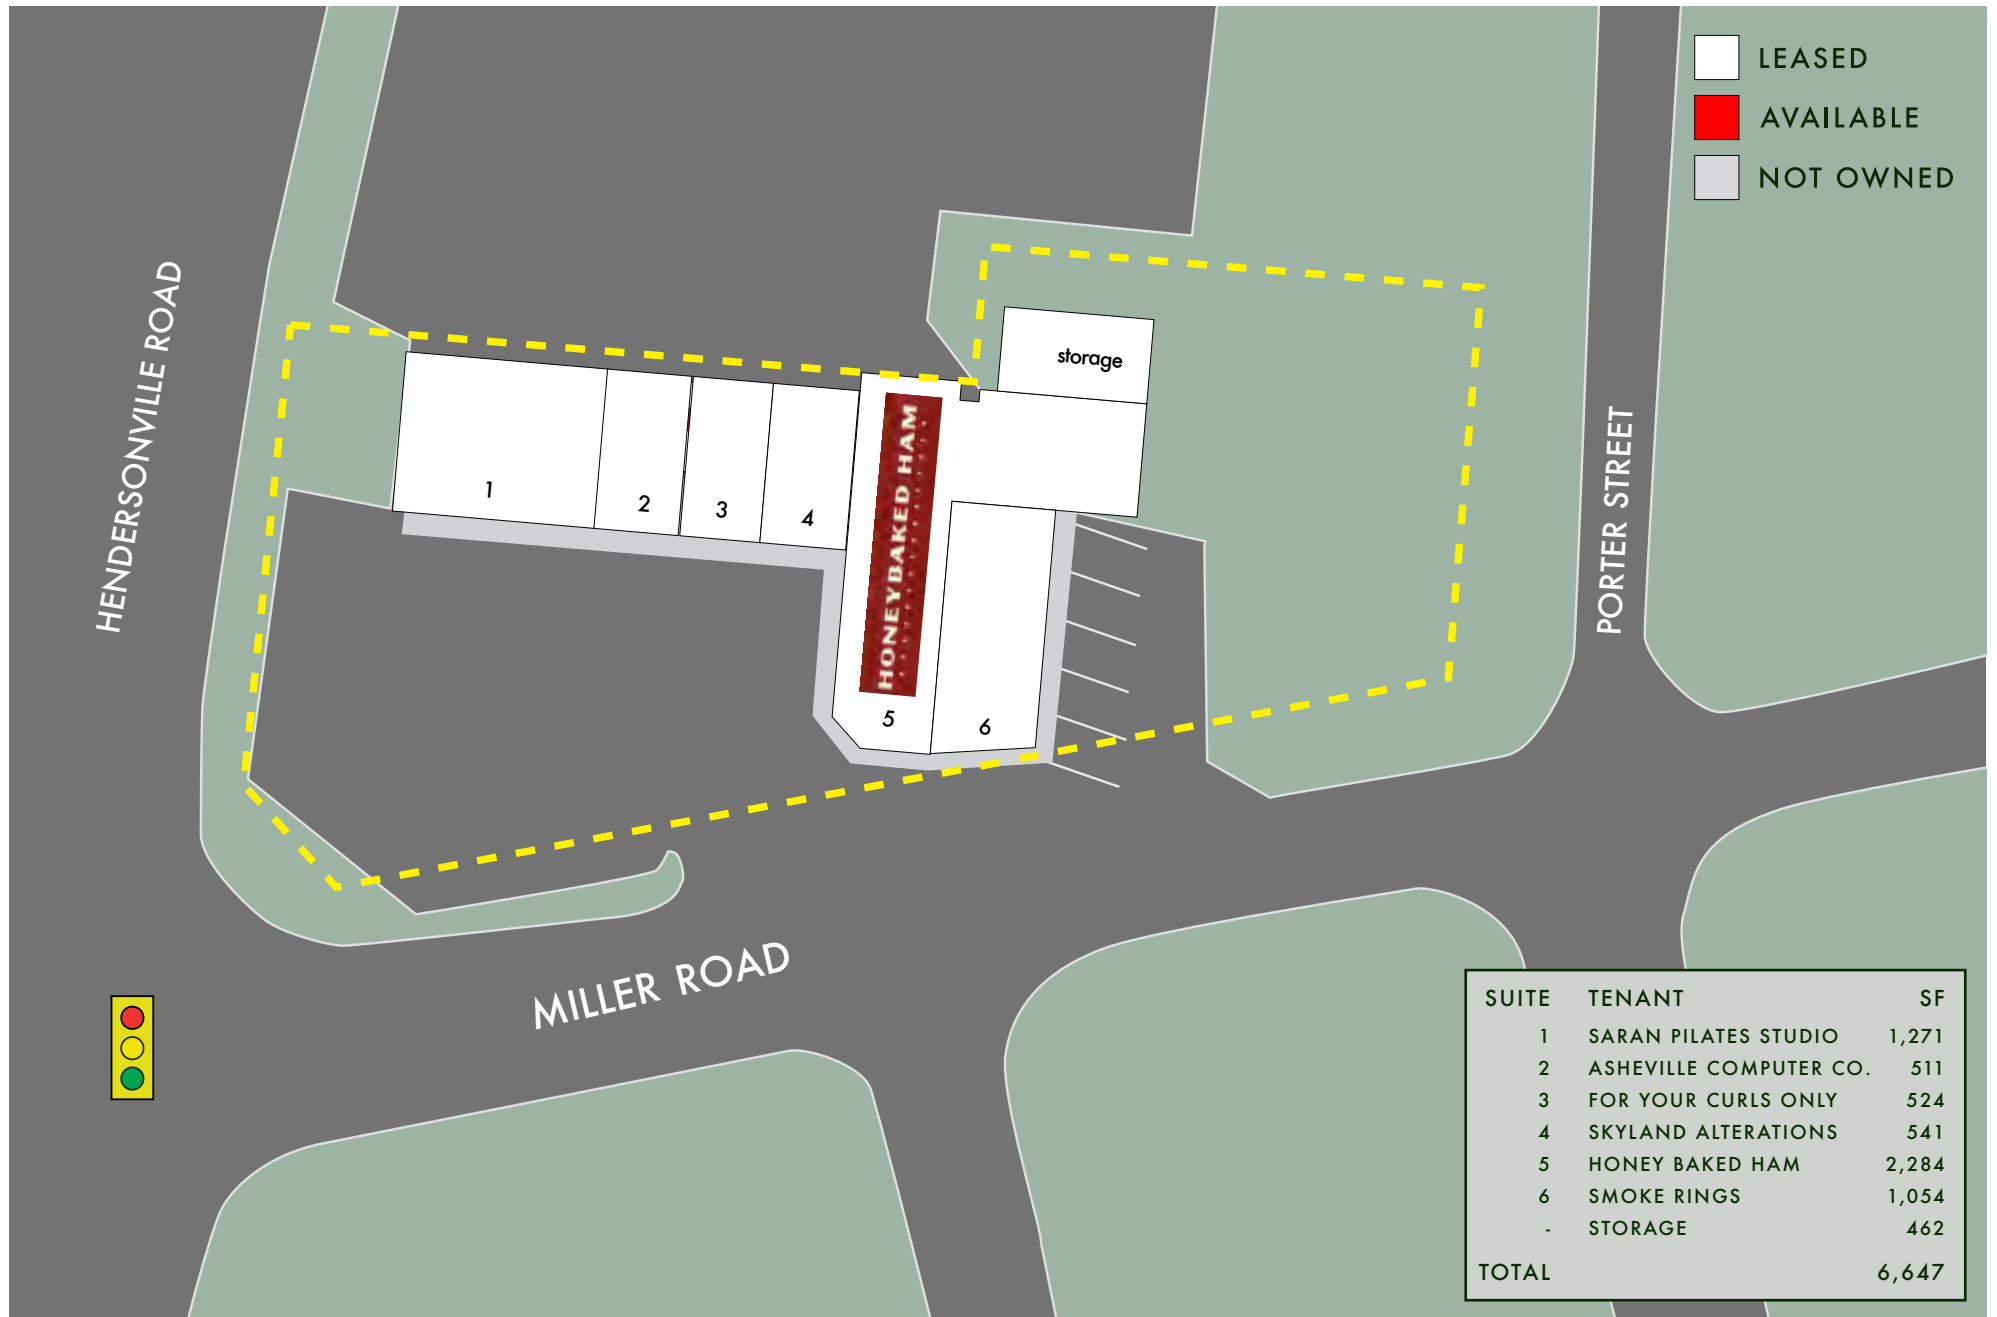 LEASED
AVAILABLE
NOT OWNED
HENDERSONVILLE ROAD
storage
PORTER STREET
HONEYBAKED HAM
1
2
3
4
5
6
MILLER ROAD
SUITE TENANT SF
1 SARAN PILATES STUDIO 1,271
2 ASHEVILLE COMPUTER CO. 511
3 FOR YOUR CURLS ONLY 524
4 SKYLAND ALTERATIONS 541
5 HONEY BAKED HAM 2,284
6 SMOKE RINGS 1,054
- STORAGE 462
TOTAL 6,647